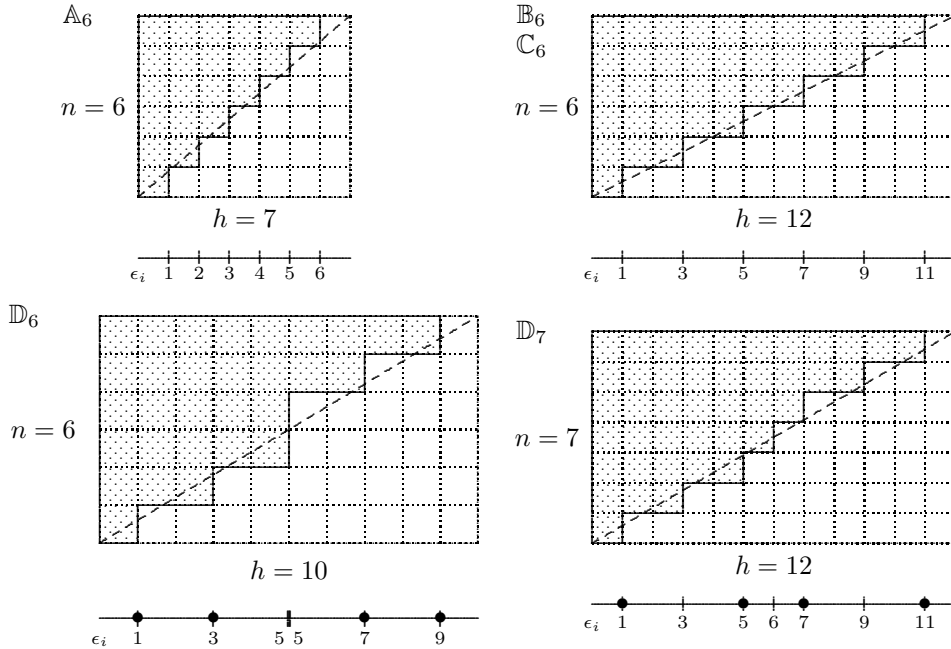 𝔸₆
n = 6
h = 7
ϵᵢ 1 2 3 4 5 6
𝔹₆
ℂ₆
n = 6
h = 12
ϵᵢ 1 3 5 7 9 11
𝔻₆
n = 6
h = 10
ϵᵢ 1 3 5 5 7 9
𝔻₇
n = 7
h = 12
ϵᵢ 1 3 5 6 7 9 11